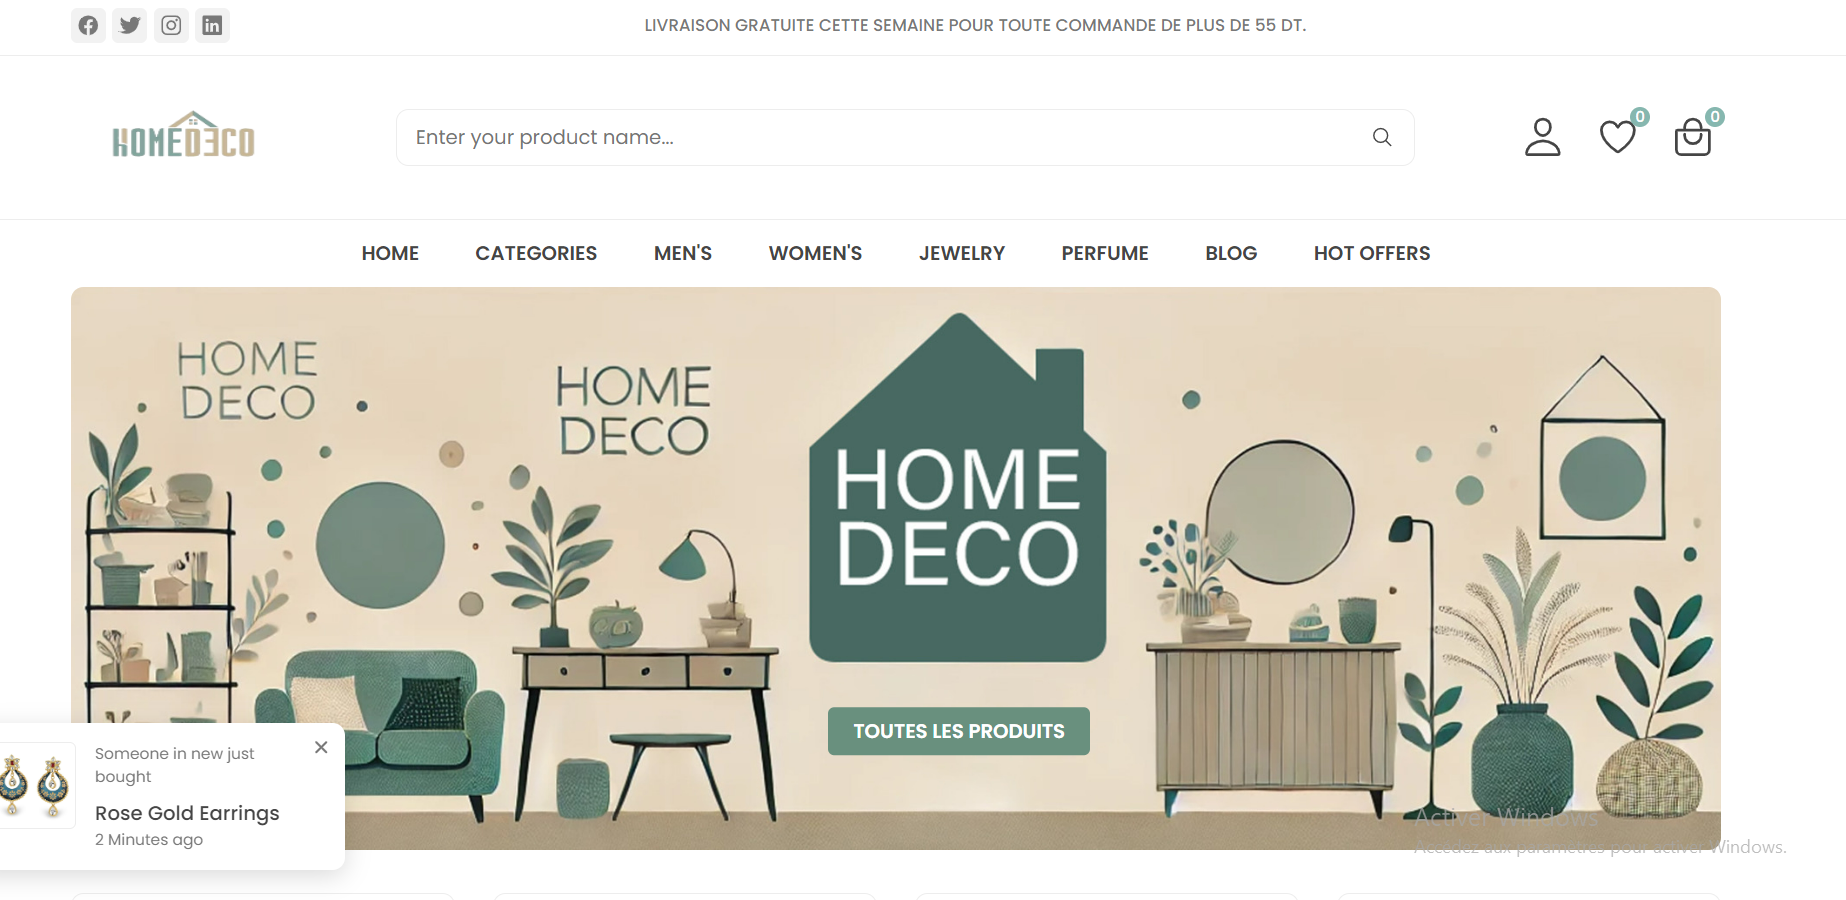 LIVRAISON GRATUITE CETTE SEMAINE POUR TOUTE COMMANDE DE PLUS DE 55 DT.
HOMEDECO
Enter your product name...
0
0
HOME
CATEGORIES
MEN'S
WOMEN'S
JEWELRY
PERFUME
BLOG
HOT OFFERS
HOME
DECO
HOME
DECO
HOME
DECO
TOUTES LES PRODUITS
Someone in new just
bought
Rose Gold Earrings
2 Minutes ago
Activer Windows
Accédez aux paramètres pour activer Windows.